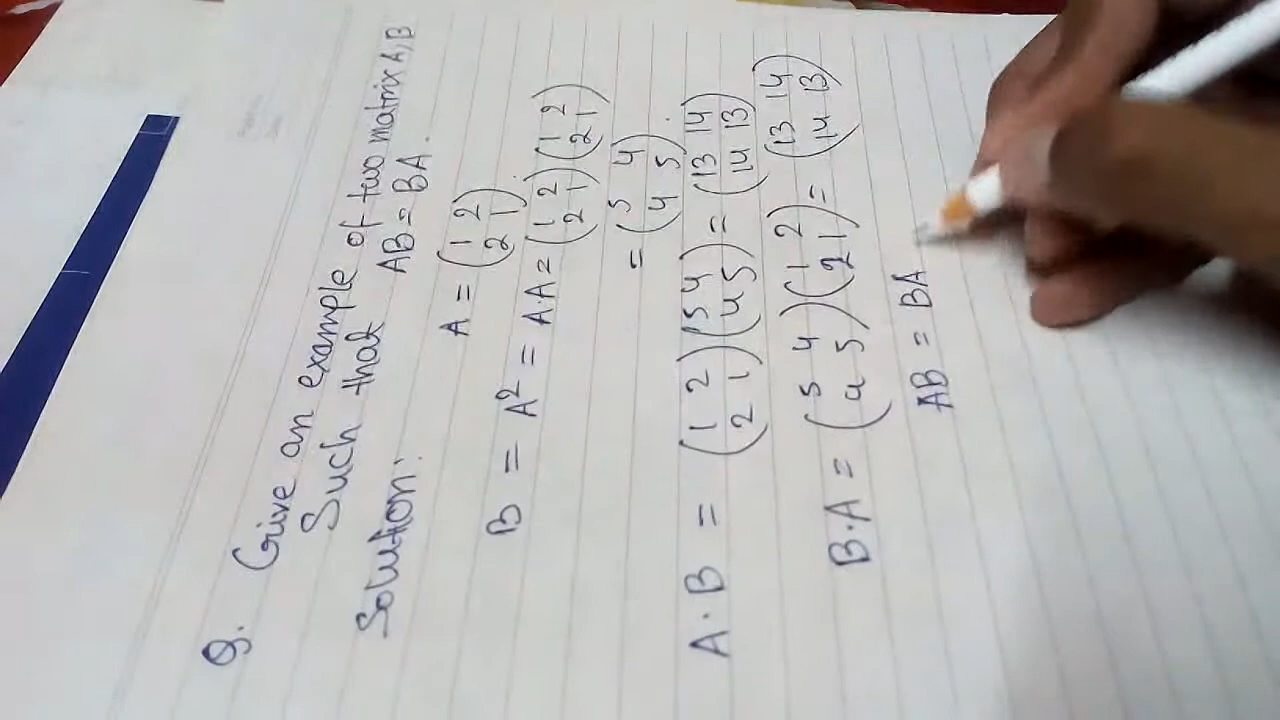 Q. Give an example of two matrix A, B
Such that AB = BA.
Solution:
A = (1 2
2 1).
B = A² = A.A = (1 2
2 1)(1 2
2 1)
= (5 4
4 5).
A.B = (1 2
2 1)(5 4
4 5) = (13 14
14 13)
B.A = (5 4
4 5)(1 2
2 1) = (13 14
14 13)
AB = BA